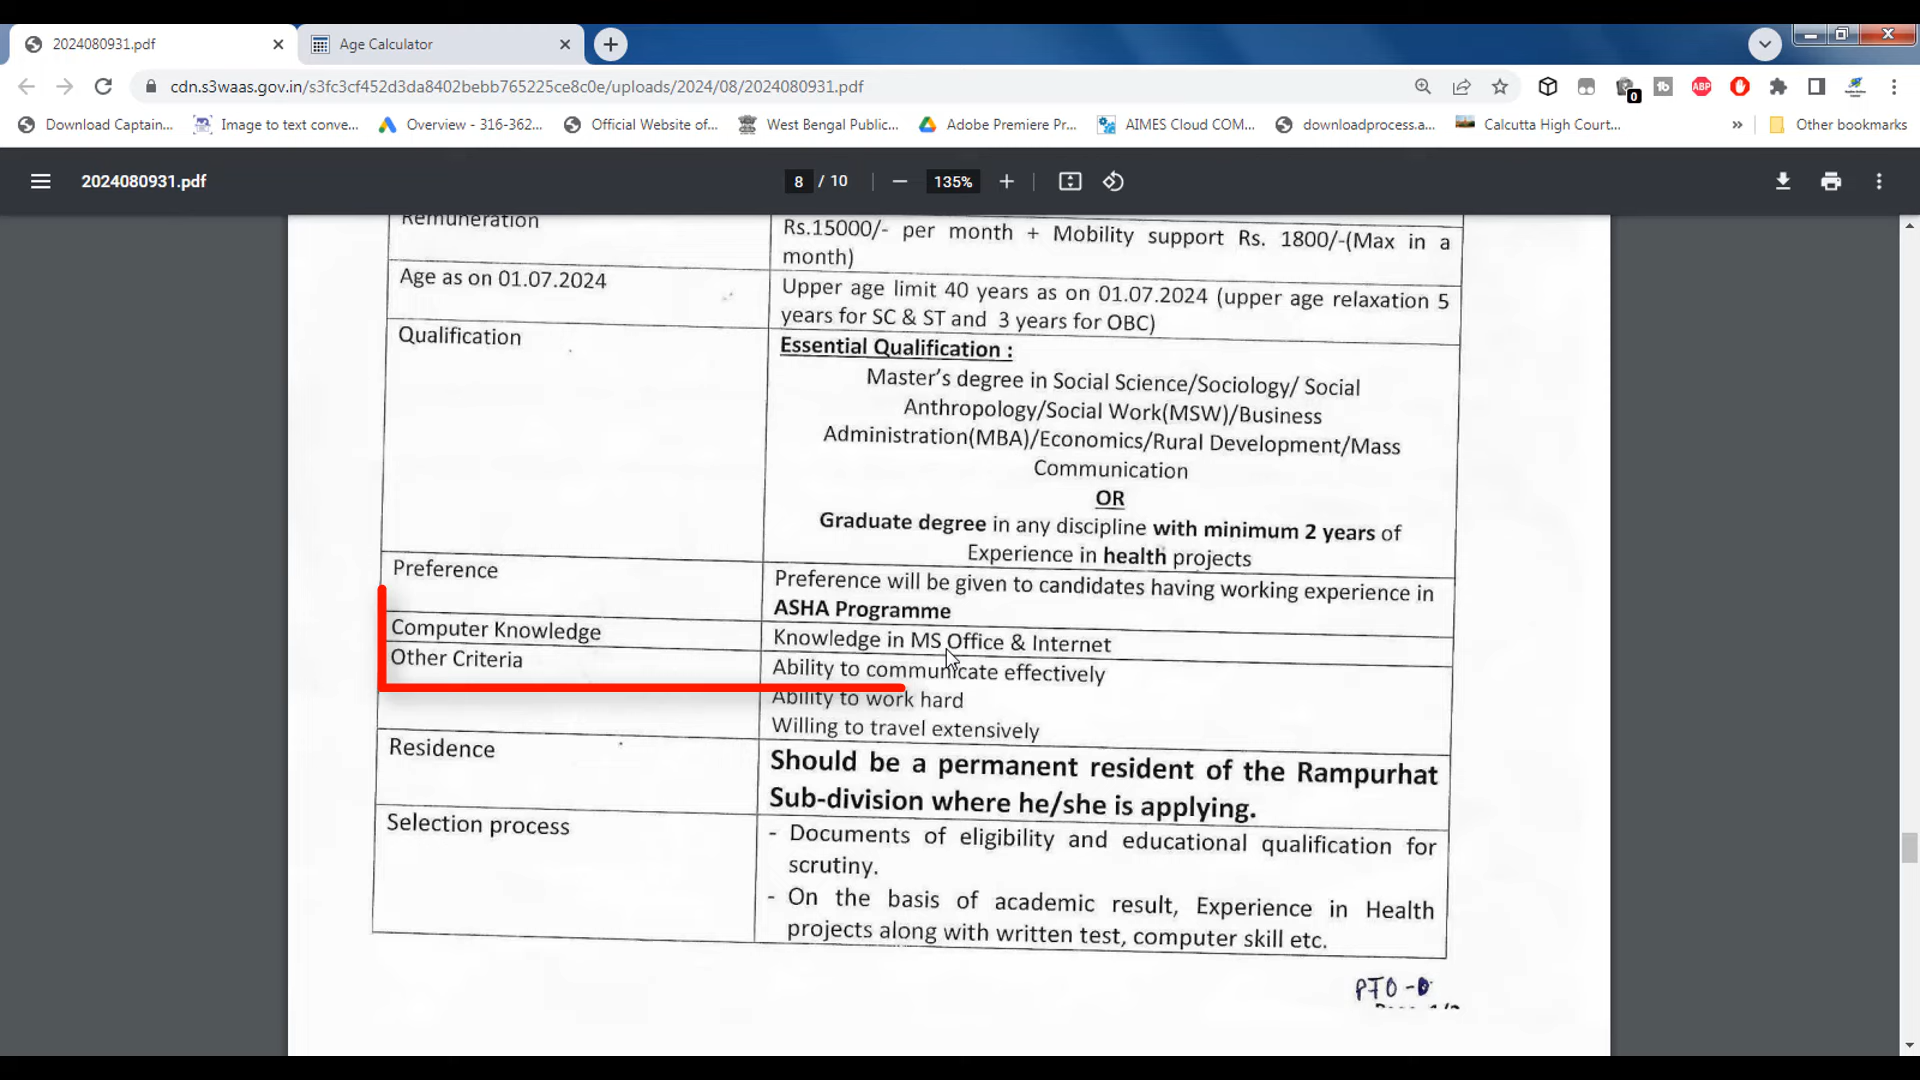 2024080931.pdf
Age Calculator
cdn.s3waas.gov.in/s3fc3cf452d3da8402bebb765225ce8c0e/uploads/2024/08/2024080931.pdf
ABP
0
Download Captain...
Image to text conve...
Overview - 316-362...
Official Website of...
West Bengal Public...
Adobe Premiere Pr...
AIMES Cloud COM...
downloadprocess.a...
Calcutta High Court...
»
Other bookmarks
2024080931.pdf
8 / 10
135%
Remuneration
Rs.15000/- per month + Mobility support Rs. 1800/-(Max in a
month)
Age as on 01.07.2024
Upper age limit 40 years as on 01.07.2024 (upper age relaxation 5
years for SC & ST and 3 years for OBC)
Qualification
Essential Qualification :
Master's degree in Social Science/Sociology/ Social
Anthropology/Social Work(MSW)/Business
Administration(MBA)/Economics/Rural Development/Mass
Communication
OR
Graduate degree in any discipline with minimum 2 years of
Experience in health projects
Preference
Preference will be given to candidates having working experience in
ASHA Programme
Computer Knowledge
Knowledge in MS Office & Internet
Other Criteria
Ability to communicate effectively
Ability to work hard
Willing to travel extensively
Residence
Should be a permanent resident of the Rampurhat
Sub-division where he/she is applying.
Selection process
- Documents of eligibility and educational qualification for
scrutiny.
- On the basis of academic result, Experience in Health
projects along with written test, computer skill etc.
PTO